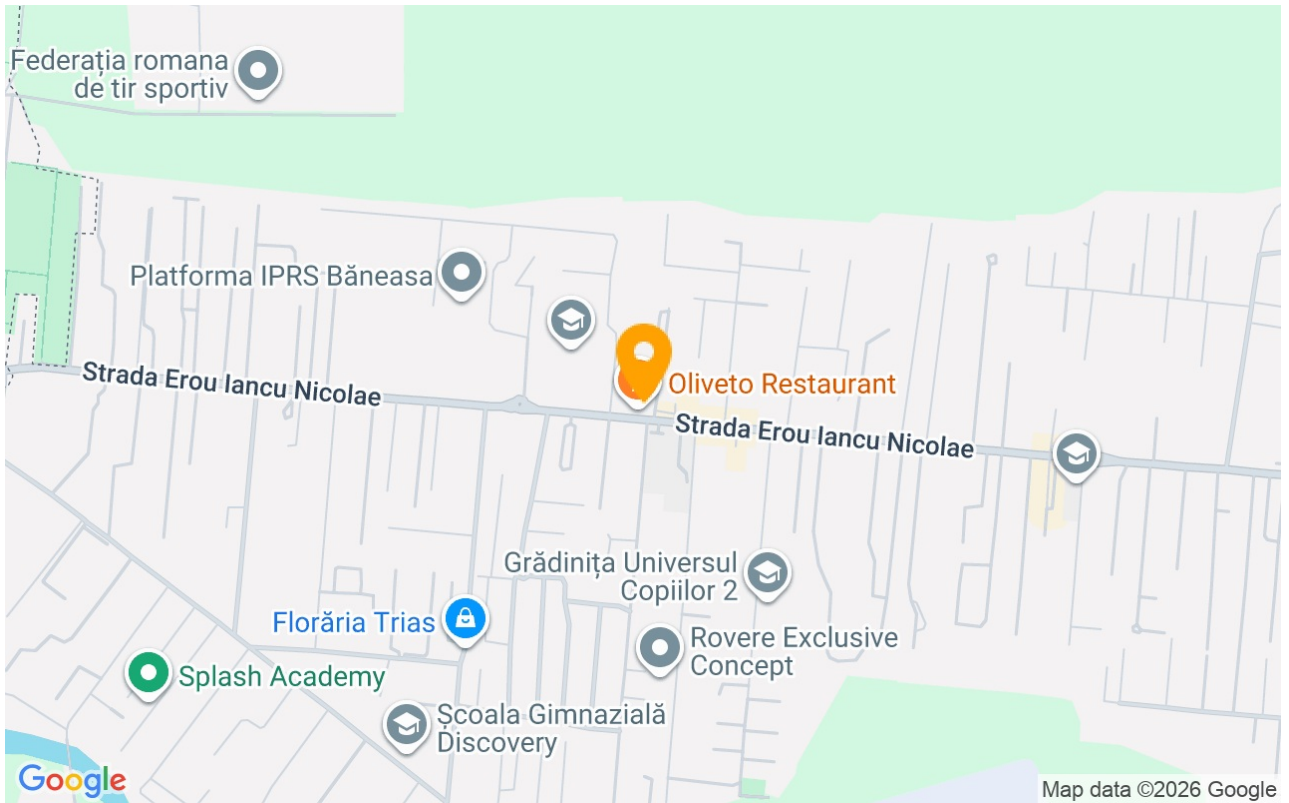 Federația romana
de tir sportiv
Platforma IPRS Băneasa
Oliveto Restaurant
Strada Erou Iancu Nicolae
Strada Erou Iancu Nicolae
Grădinița Universul
Copiilor 2
Florăria Trias
Rovere Exclusive
Concept
Splash Academy
Școala Gimnazială
Discovery
Google
Map data ©2026 Google